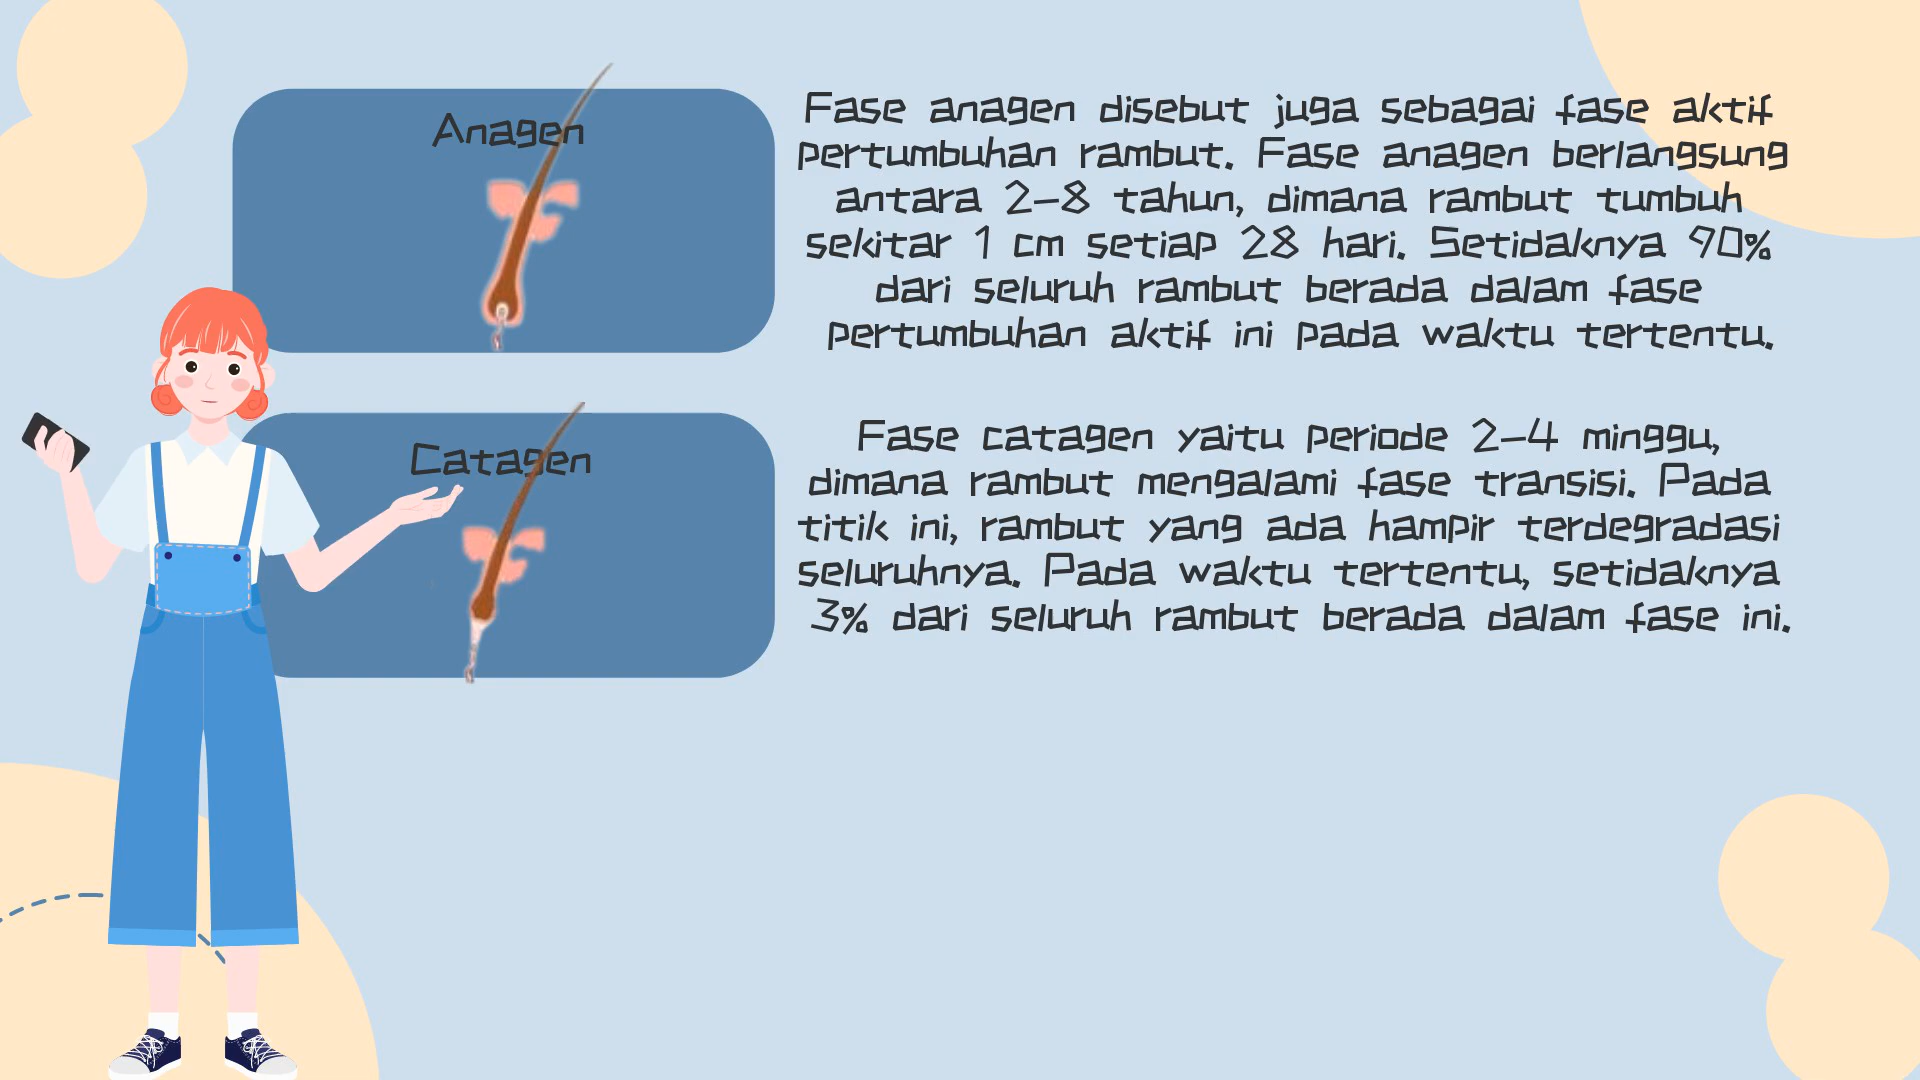 Anagen
Fase anagen disebut juga sebagai fase aktif
pertumbuhan rambut. Fase anagen berlangsung
antara 2-8 tahun, dimana rambut tumbuh
sekitar 1 cm setiap 28 hari. Setidaknya 90%
dari seluruh rambut berada dalam fase
pertumbuhan aktif ini pada waktu tertentu.
Catagen
Fase catagen yaitu periode 2-4 minggu,
dimana rambut mengalami fase transisi. Pada
titik ini, rambut yang ada hampir terdegradasi
seluruhnya. Pada waktu tertentu, setidaknya
3% dari seluruh rambut berada dalam fase ini.